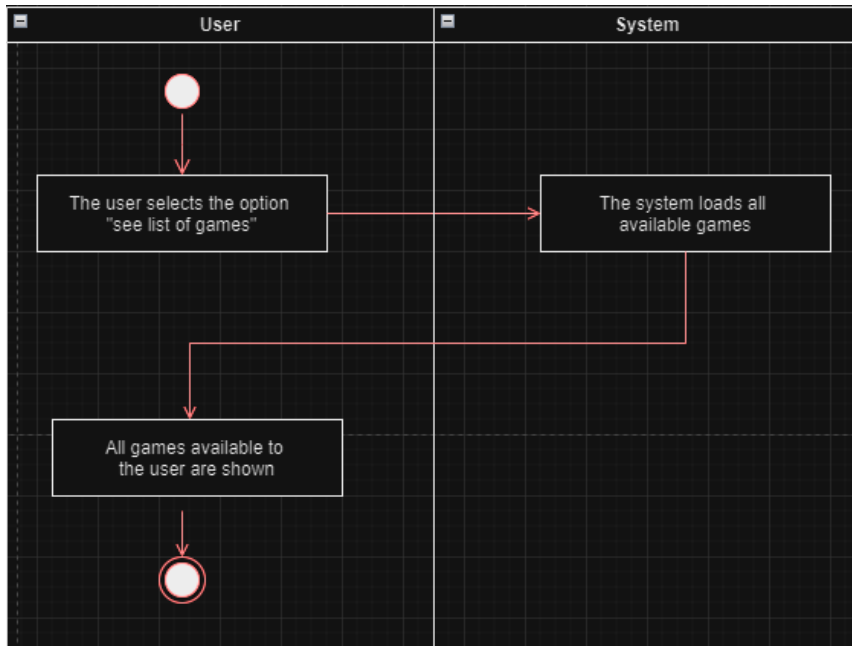 User
System
The user selects the option
"see list of games"
The system loads all
available games
All games available to
the user are shown